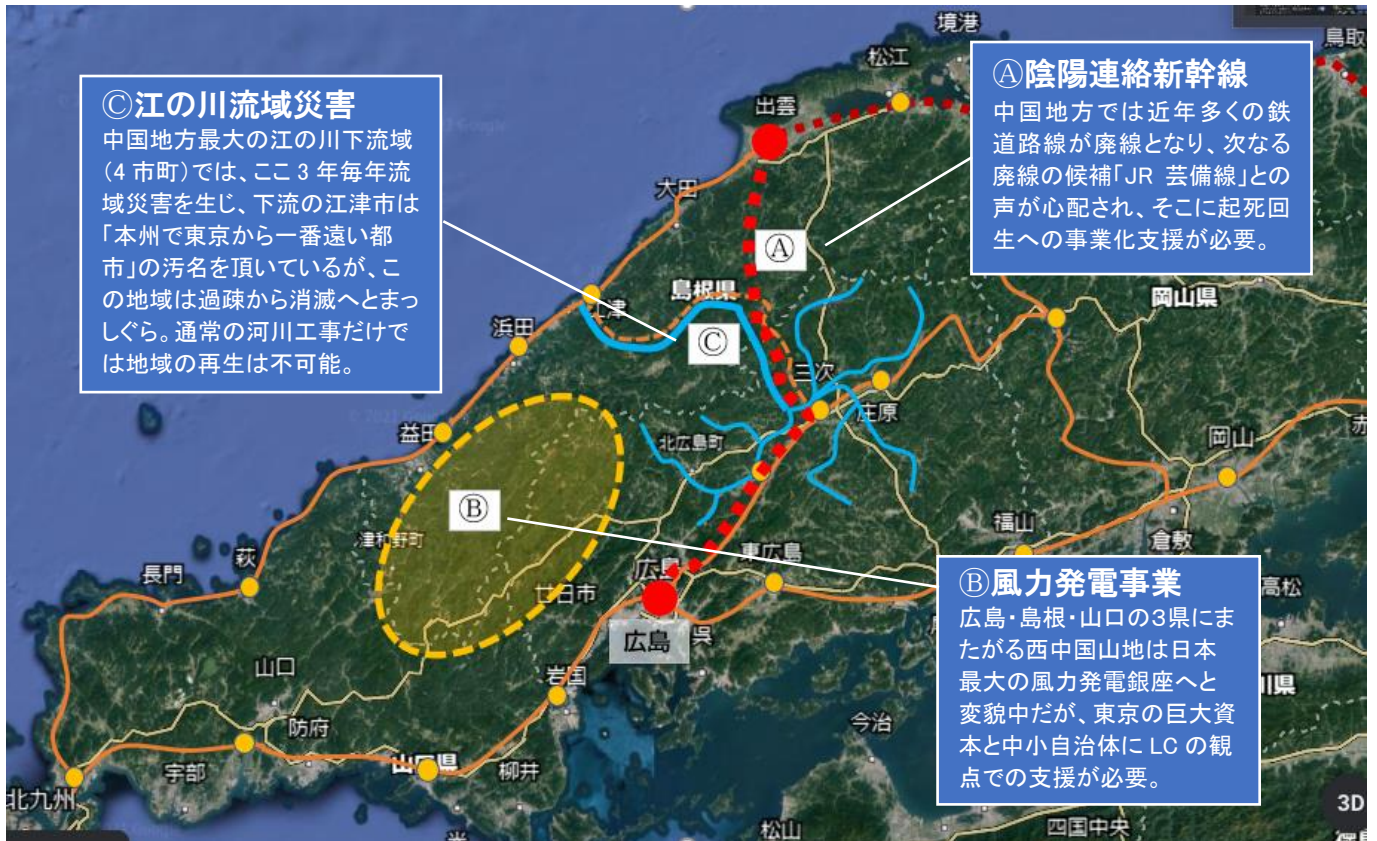 Ⓒ江の川流域災害
中国地方最大の江の川下流域
(4市町)では、ここ3年毎年流
域災害を生じ、下流の江津市は
「本州で東京から一番遠い都
市」の汚名を頂いているが、こ
の地域は過疎から消滅へとまっ
しぐら。通常の河川工事だけで
は地域の再生は不可能。
Ⓐ陰陽連絡新幹線
中国地方では近年多くの鉄
道路線が廃線となり、次なる
廃線の候補「JR 芸備線」との
声が心配され、そこに起死回
生への事業化支援が必要。
Ⓑ風力発電事業
広島・島根・山口の3県にま
たがる西中国山地は日本
最大の風力発電銀座へと
変貌中だが、東京の巨大資
本と中小自治体に LC の観
点での支援が必要。
境港
松江
鳥取
出雲
大田
Ⓐ
島根県
岡山県
津
浜田
Ⓒ
三次
庄原
益田
北広島町
岡山
Ⓑ
福山
倉敷
津和野町
萩
長門
東広島
広島
廿日市
高松
広島
呉
山口
岩国
川県
防府
今治
宇部
山口県
柳井
北九州
3D
松山
四国中央